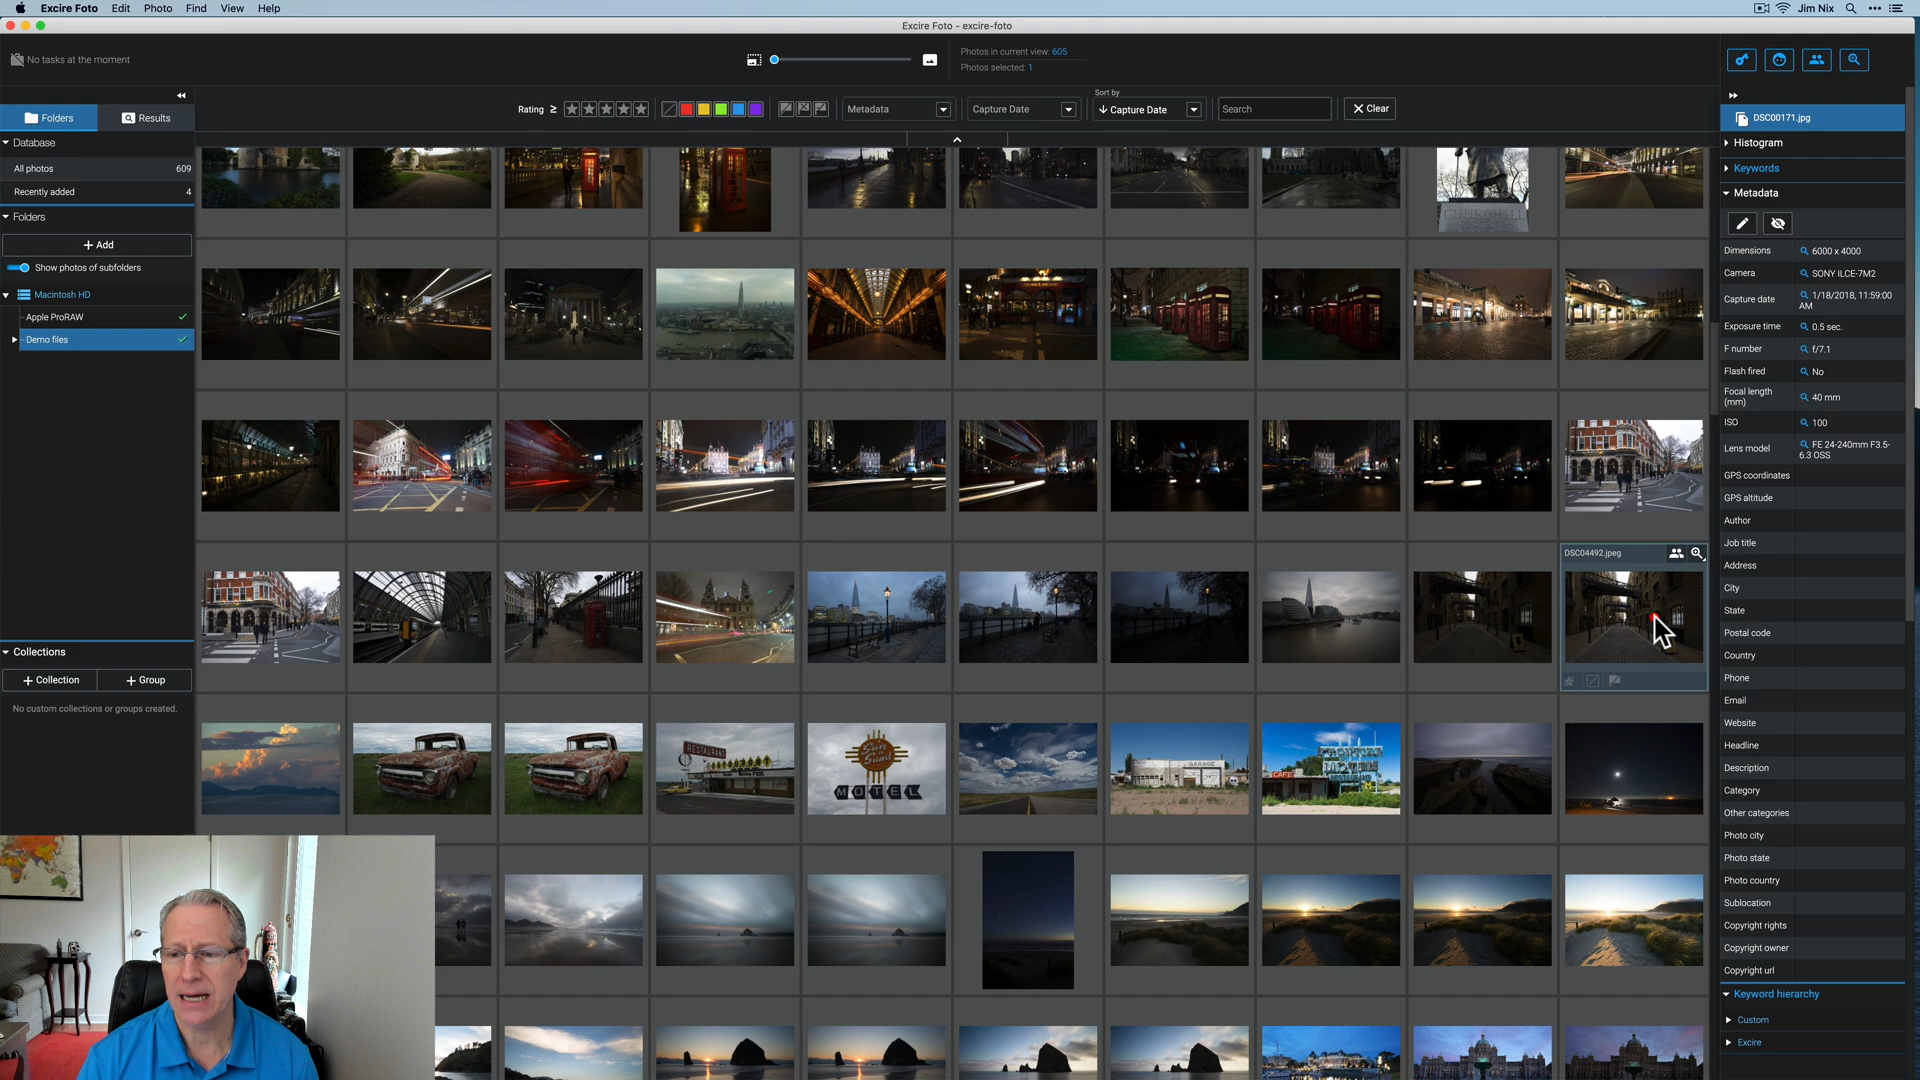 Excire Foto Edit Photo Find View Help Jim Nix
Excire Foto - excire-foto
No tasks at the moment
Photos in current view: 605
Photos selected: 1
Folders Results
Rating ≥ Metadata Capture Date Sort by Capture Date Search Clear
Database
All photos 609
Recently added 4
Folders
+ Add
Show photos of subfolders
Macintosh HD
Apple ProRAW
Demo files
Collections
+ Collection + Group
No custom collections or groups created.
CHURCHILL
DSC04492.jpeg
RESTAURANT
Sun n Sand
MOTEL
GARAGE
CAFE
DSC00171.jpg
Histogram
Keywords
Metadata
Dimensions 6000 x 4000
Camera SONY ILCE-7M2
Capture date 1/18/2018, 11:59:00 AM
Exposure time 0.5 sec.
F number f/7.1
Flash fired No
Focal length (mm) 40 mm
ISO 100
Lens model FE 24-240mm F3.5-6.3 OSS
GPS coordinates
GPS altitude
Author
Job title
Address
City
State
Postal code
Country
Phone
Email
Website
Headline
Description
Category
Other categories
Photo city
Photo state
Photo country
Sublocation
Copyright rights
Copyright owner
Copyright url
Keyword hierarchy
Custom
Excire